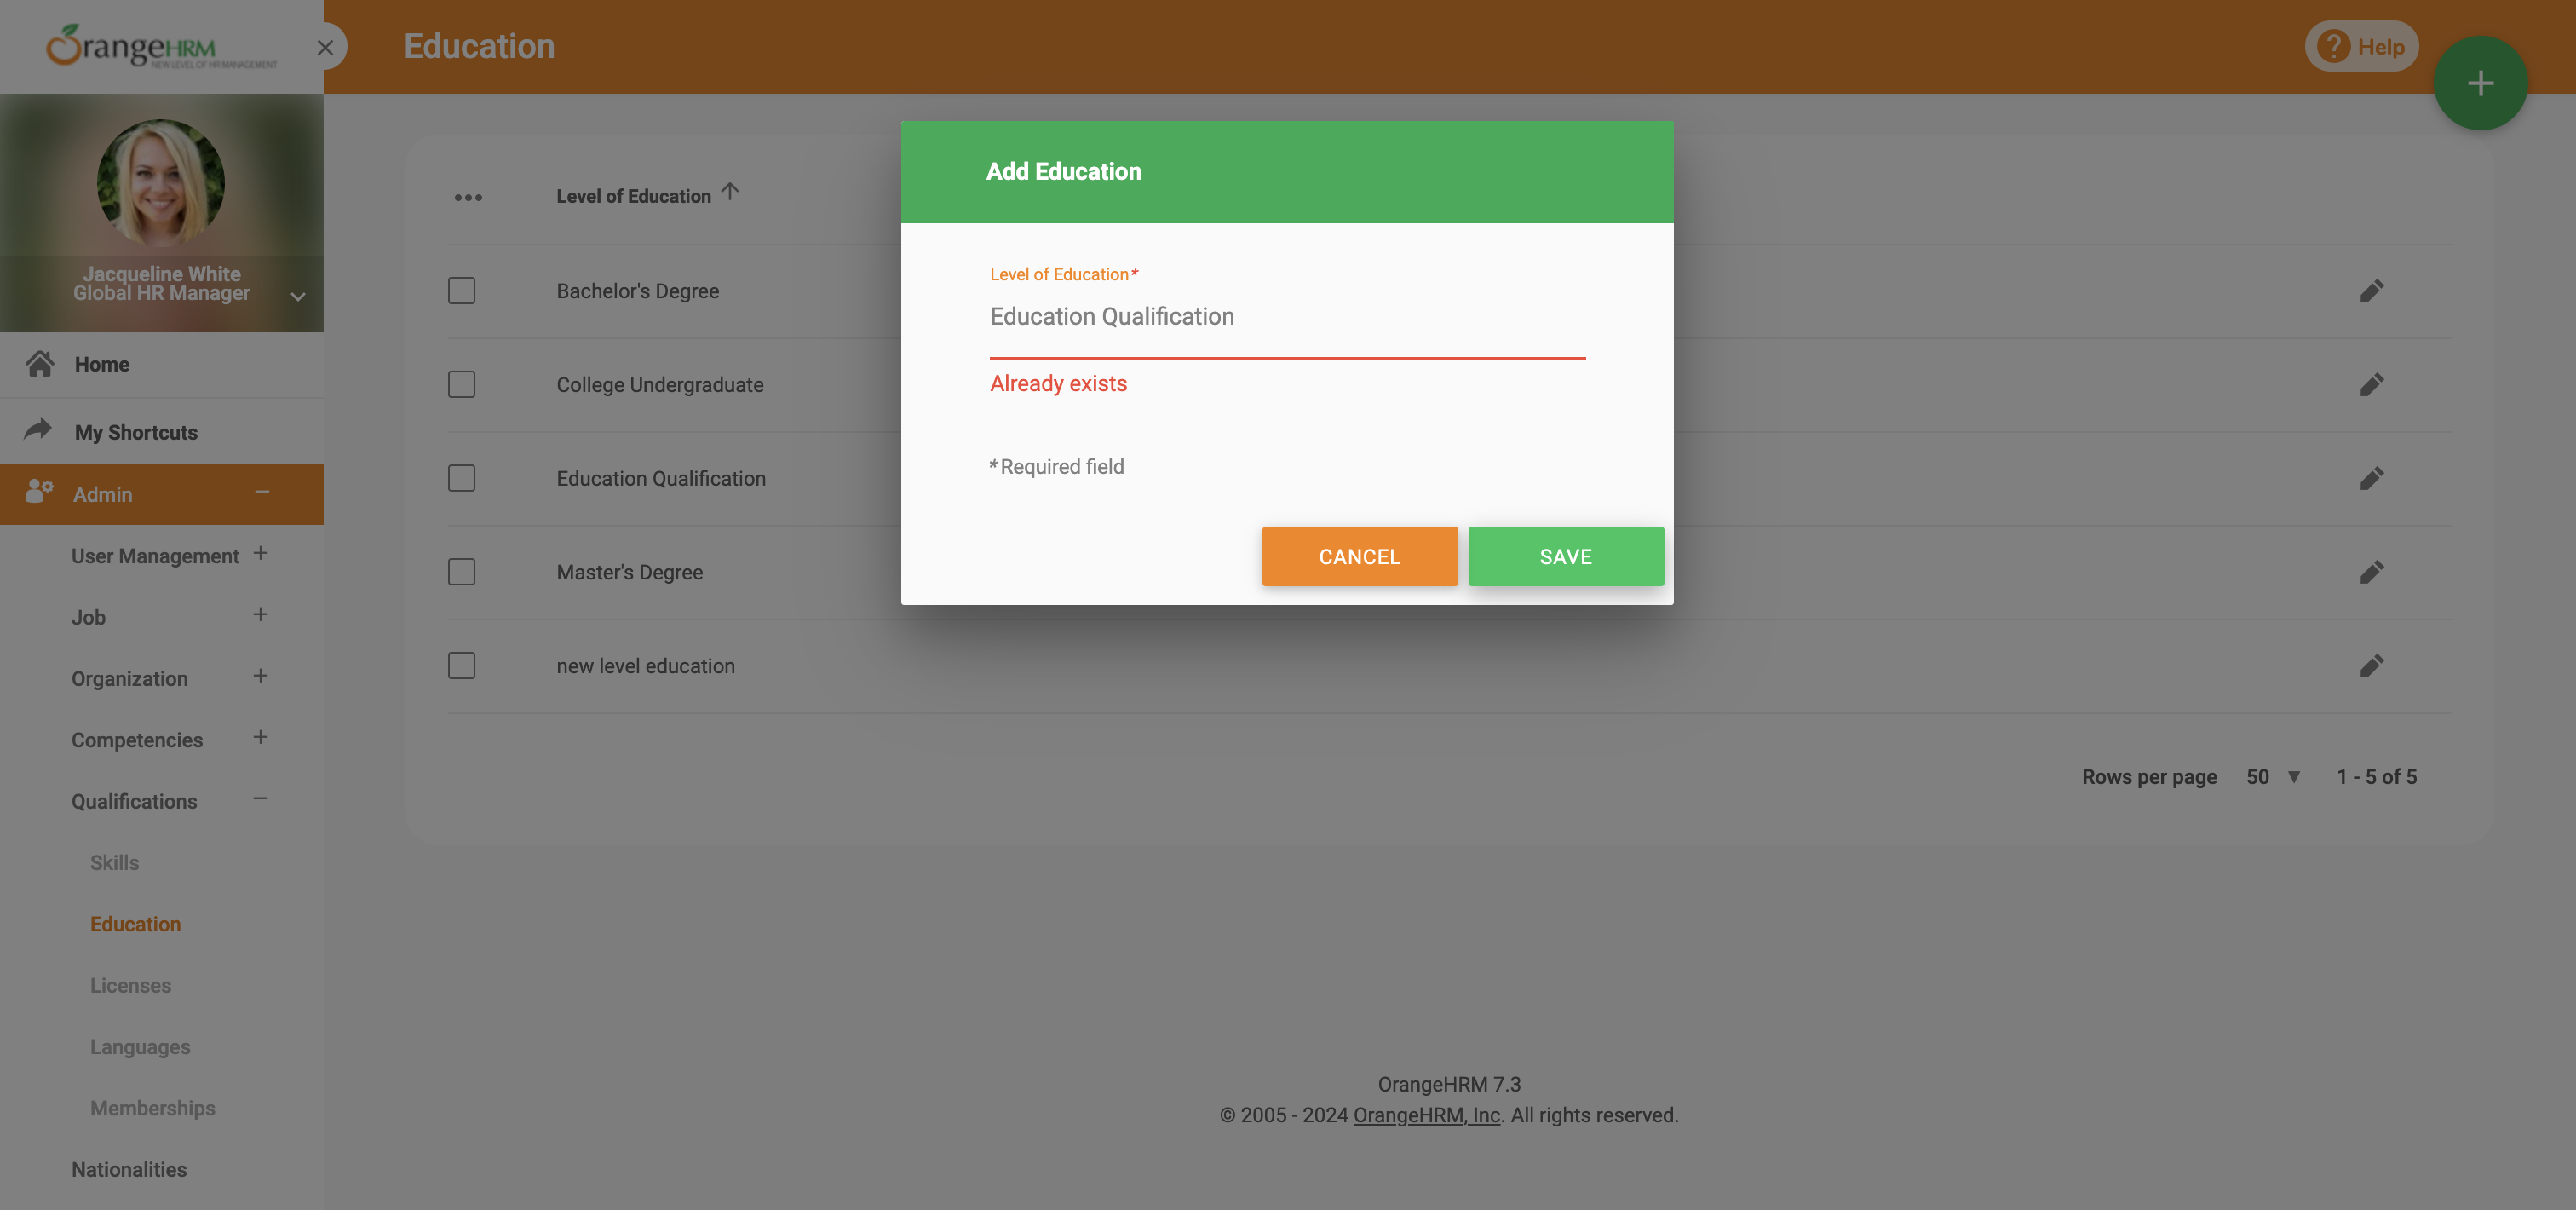 OrangeHRM
NEW LEVEL OF HR MANAGEMENT
Education
Help
Jacqueline White
Global HR Manager
Home
My Shortcuts
Admin
User Management
Job
Organization
Competencies
Qualifications
Skills
Education
Licenses
Languages
Memberships
Nationalities
Level of Education
Bachelor's Degree
College Undergraduate
Education Qualification
Master's Degree
new level education
Rows per page 50 1 - 5 of 5
Add Education
Level of Education*
Education Qualification
Already exists
* Required field
CANCEL SAVE
OrangeHRM 7.3
© 2005 - 2024 OrangeHRM, Inc. All rights reserved.